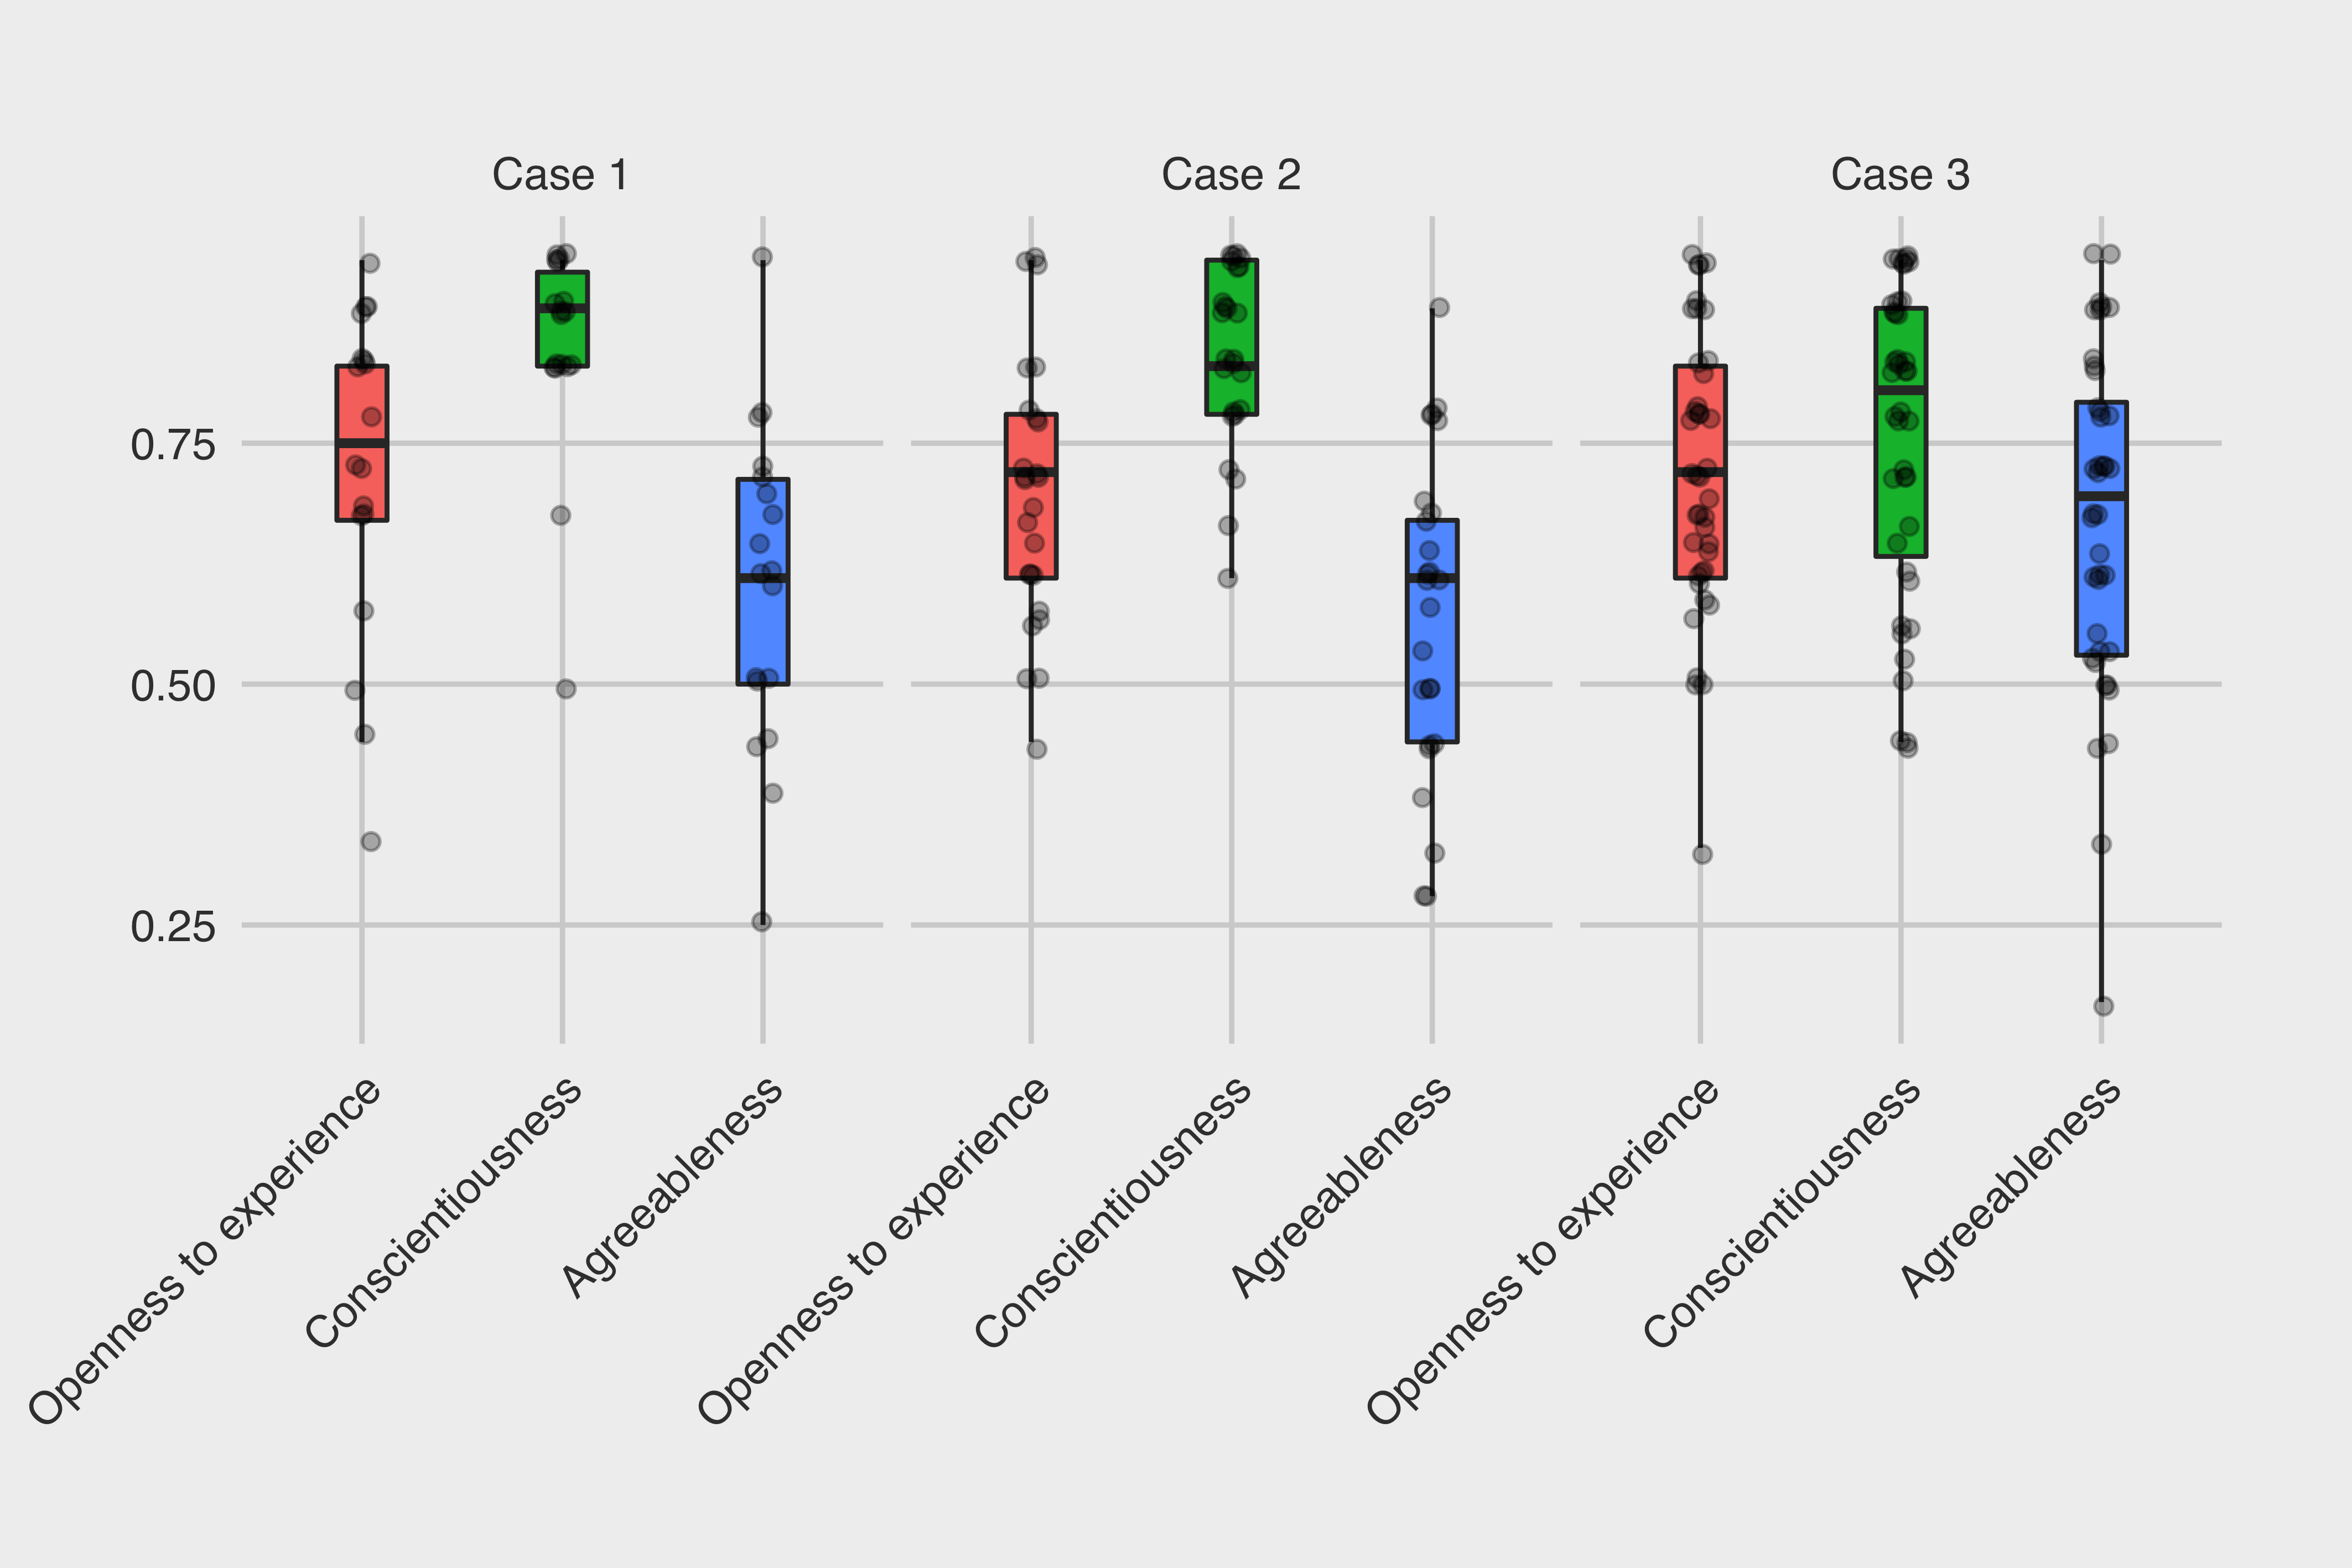 Case 1
Case 2
Case 3
0.75
0.50
0.25
Openness to experience
Conscientiousness
Agreeableness
Openness to experience
Conscientiousness
Agreeableness
Openness to experience
Conscientiousness
Agreeableness